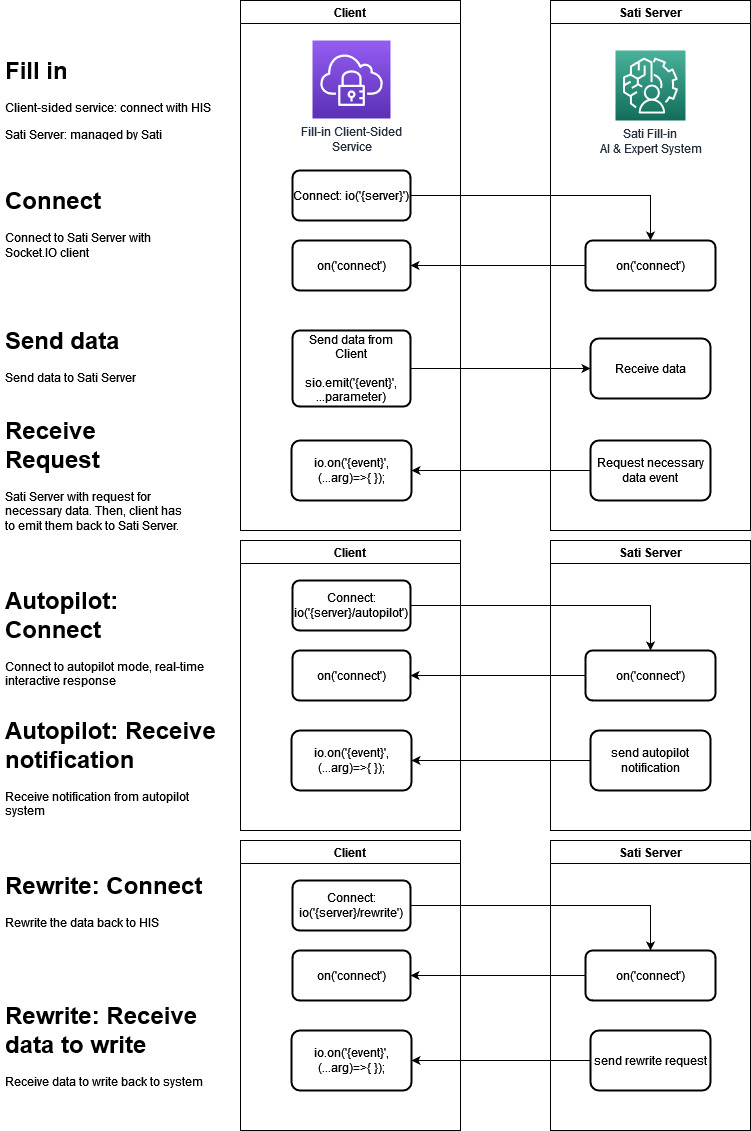 Client
Sati Server
Fill in
Client-sided service: connect with HIS
Sati Server: managed by Sati
Fill-in Client-Sided
Service
Sati Fill-in
AI & Expert System
Connect
Connect to Sati Server with
Socket.IO client
Connect: io('{server}')
on('connect')
on('connect')
Send data
Send data to Sati Server
Send data from
Client
sio.emit('{event}',
...parameter)
Receive data
Receive
Request
Sati Server with request for
necessary data. Then, client has
to emit them back to Sati Server.
io.on('{event}',
(...arg)=>{ });
Request necessary
data event
Client
Sati Server
Autopilot:
Connect
Connect to autopilot mode, real-time
interactive response
Connect:
io('{server}/autopilot')
on('connect')
on('connect')
Autopilot: Receive
notification
Receive notification from autopilot
system
io.on('{event}',
(...arg)=>{ });
send autopilot
notification
Client
Sati Server
Rewrite: Connect
Rewrite the data back to HIS
Connect:
io('{server}/rewrite')
on('connect')
on('connect')
Rewrite: Receive
data to write
Receive data to write back to system
io.on('{event}',
(...arg)=>{ });
send rewrite request